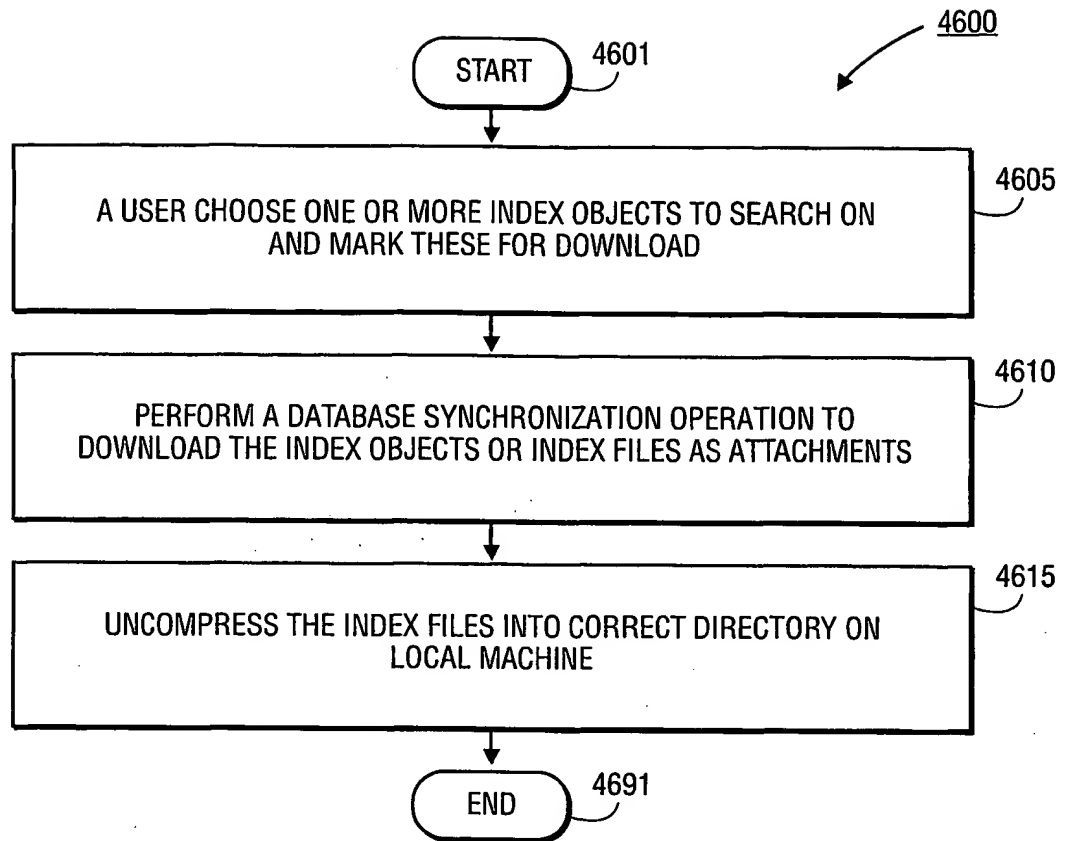 4600
START
4601
A USER CHOOSE ONE OR MORE INDEX OBJECTS TO SEARCH ON
AND MARK THESE FOR DOWNLOAD
4605
PERFORM A DATABASE SYNCHRONIZATION OPERATION TO
DOWNLOAD THE INDEX OBJECTS OR INDEX FILES AS ATTACHMENTS
4610
UNCOMPRESS THE INDEX FILES INTO CORRECT DIRECTORY ON
LOCAL MACHINE
4615
END
4691